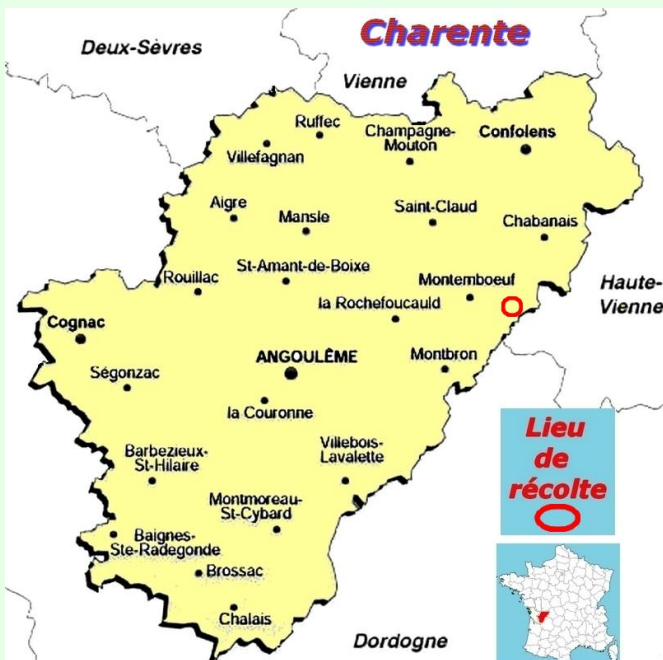 Charente
Deux-Sèvres
Vienne
Ruffec
Champagne-
Mouton
Confolens
Villefagnan
Aigre
Mansle
Saint-Claud
Chabanais
Rouillac
St-Amant-de-Boixe
Montemboeuf
Haute-
Vienne
la Rochefoucauld
Cognac
ANGOULÊME
Montbron
Ségonzac
la Couronne
Lieu
de
récolte
Barbezieux-
St-Hilaire
Villebois-
Lavalette
Montmoreau-
St-Cybard
Baignes-
Ste-Radegonde
Brossac
Chalais
Dordogne